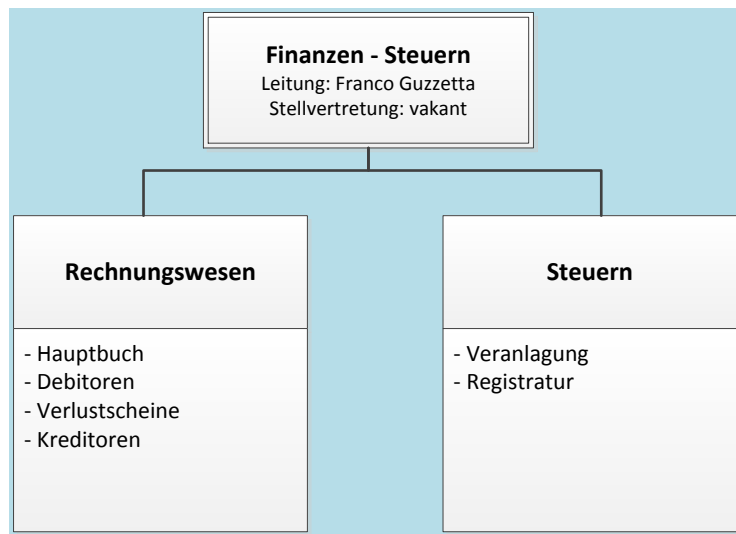 Finanzen - Steuern
Leitung: Franco Guzzetta
Stellvertretung: vakant
Rechnungswesen
- Hauptbuch
- Debitoren
- Verlustscheine
- Kreditoren
Steuern
- Veranlagung
- Registratur